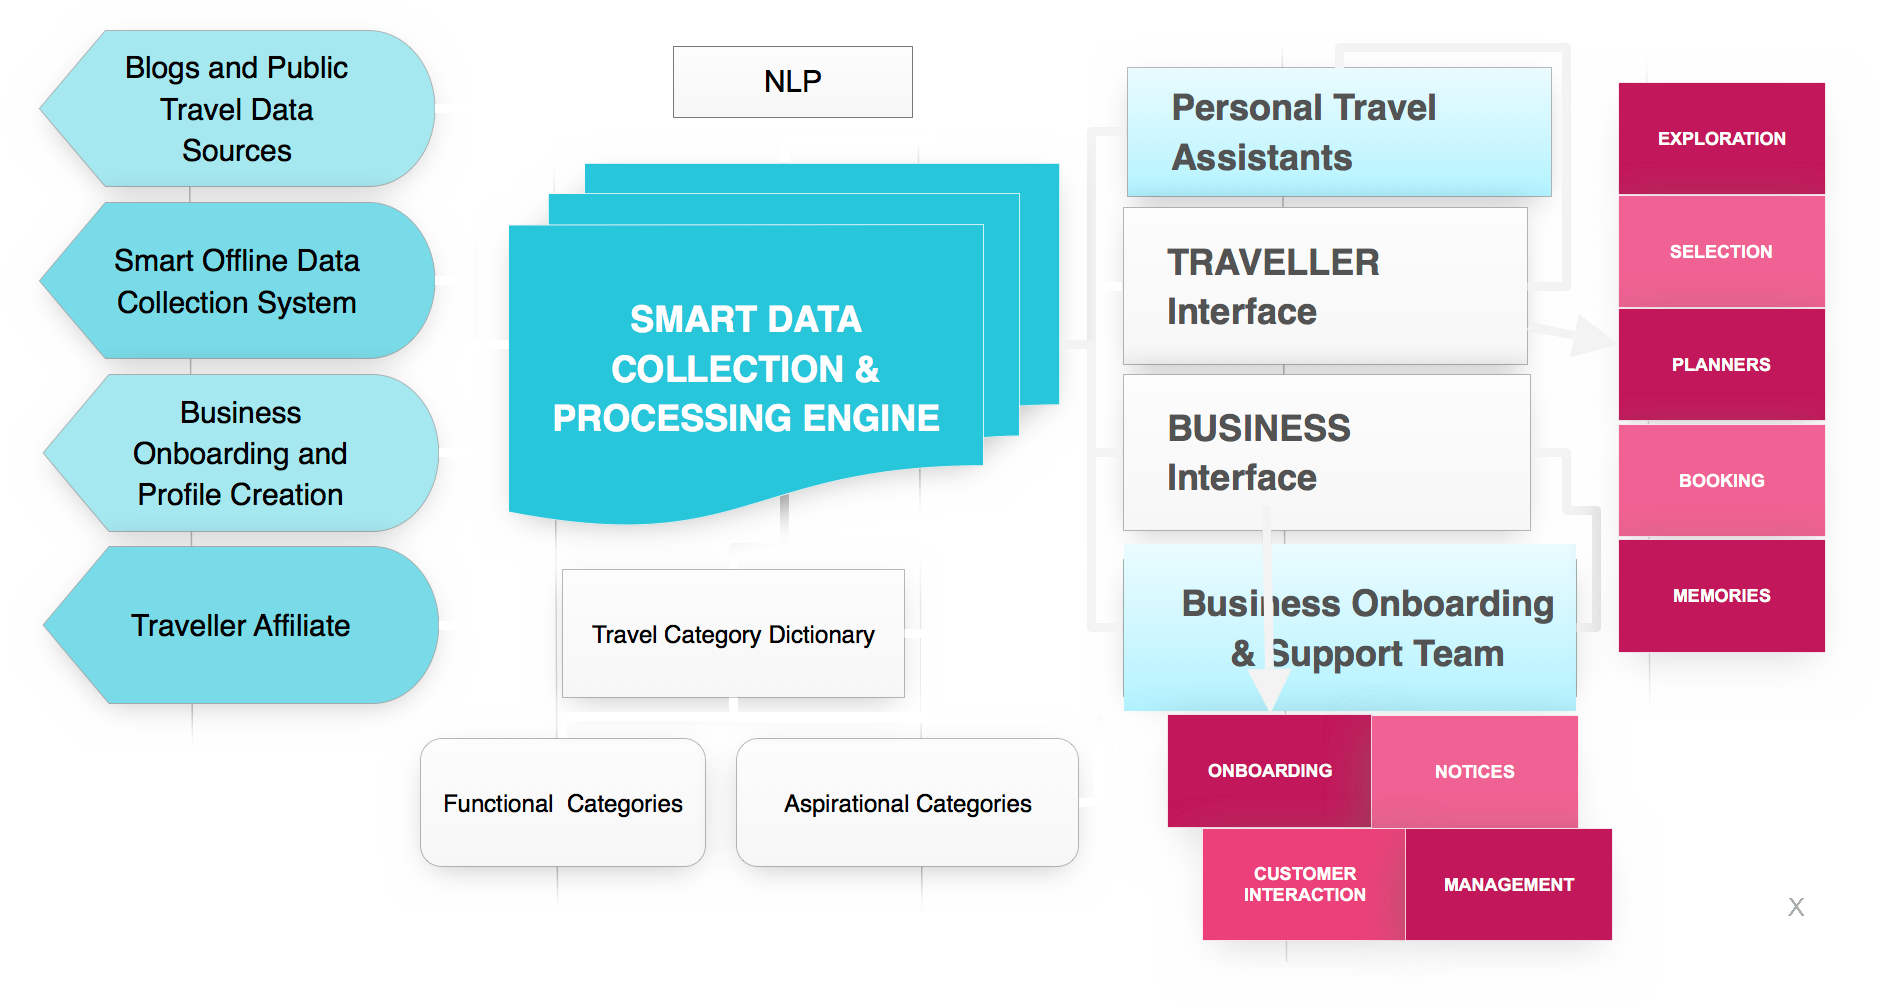 Blogs and Public
Travel Data
Sources
Smart Offline Data
Collection System
Business
Onboarding and
Profile Creation
Traveller Affiliate
NLP
SMART DATA
COLLECTION &
PROCESSING ENGINE
Travel Category Dictionary
Functional  Categories
Aspirational Categories
Personal Travel
Assistants
TRAVELLER
Interface
BUSINESS
Interface
Business Onboarding
& Support Team
ONBOARDING
NOTICES
CUSTOMER
INTERACTION
MANAGEMENT
EXPLORATION
SELECTION
PLANNERS
BOOKING
MEMORIES
X